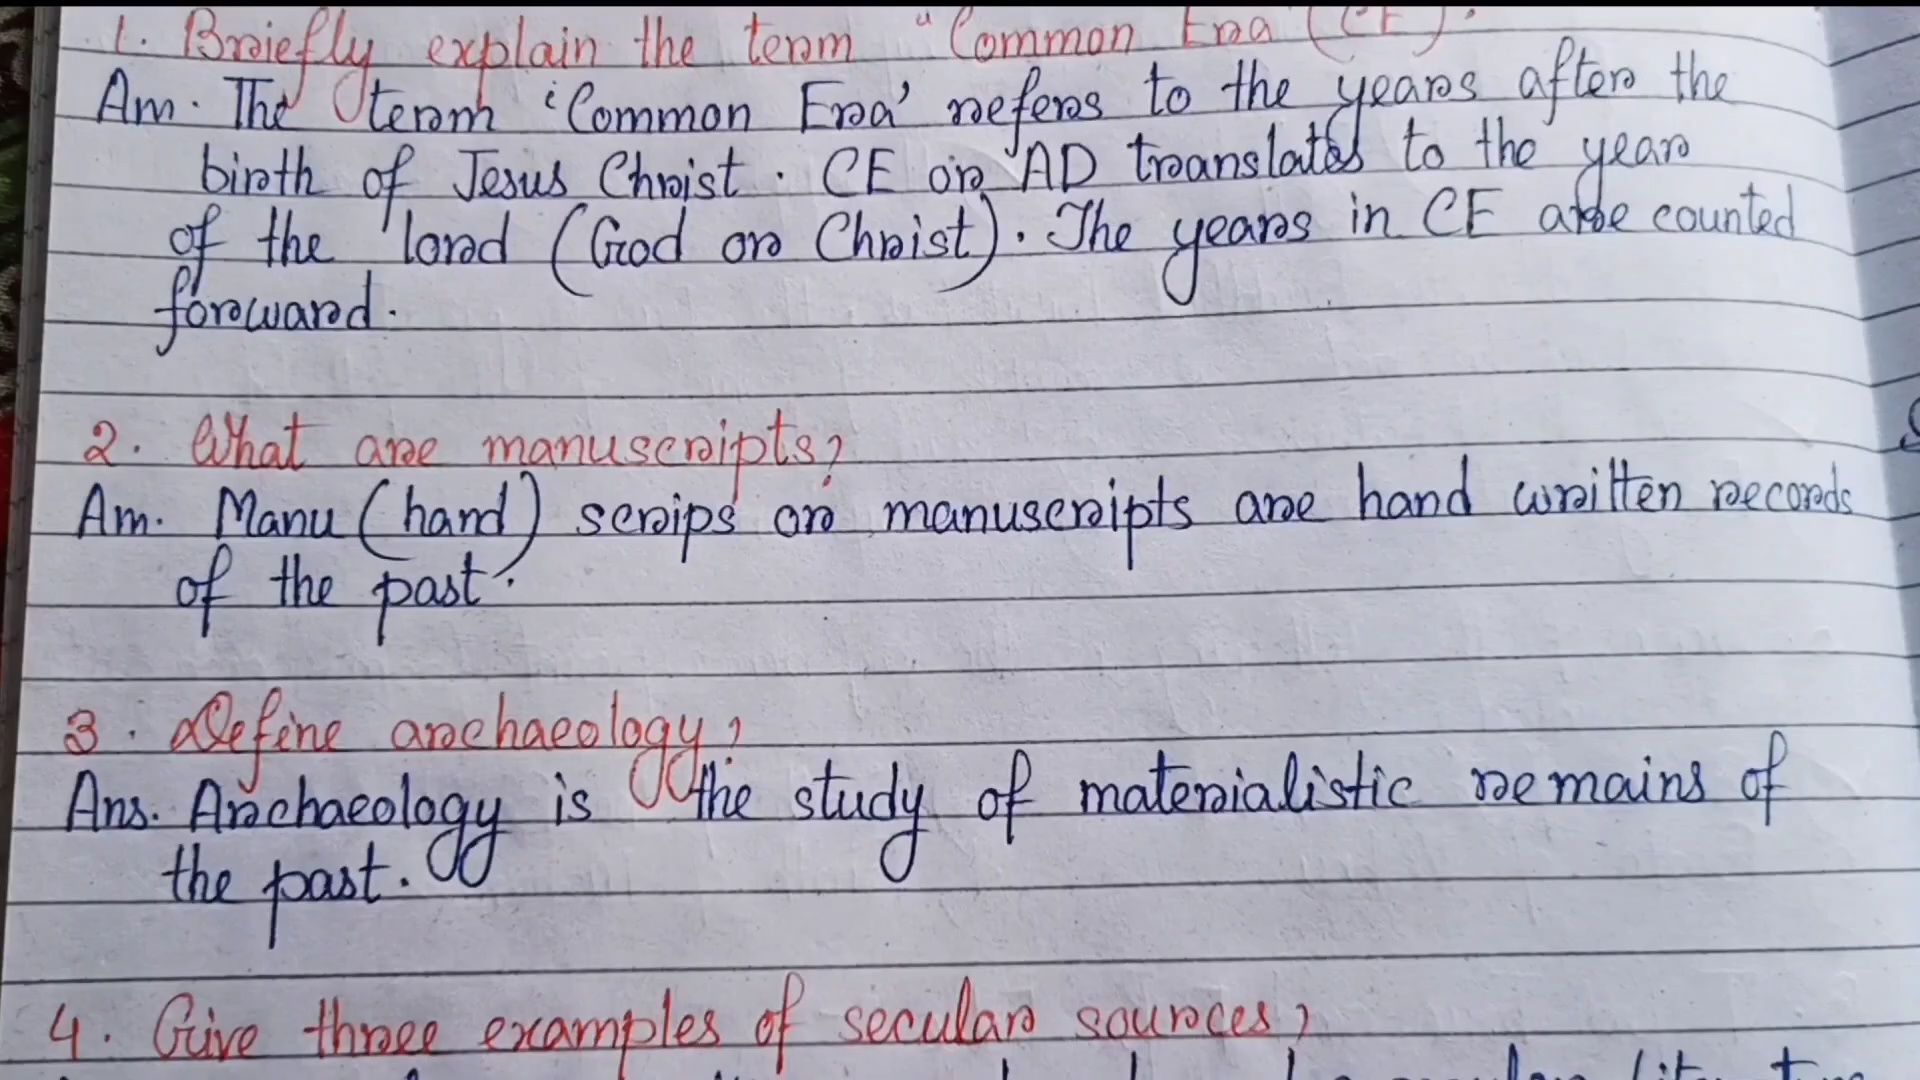 1. Briefly explain the term "Common Era (CE).
Ans. The term 'Common Era' refers to the years after the
birth of Jesus Christ. CE or AD translates to the year
of the lord (God or Christ). The years in CE are counted
forward.
2. What are manuscripts?
Ans. Manu (hand) scrips or manuscripts are hand written records
of the past.
3. Define archaeology?
Ans. Archaeology is the study of materialistic remains of
the past.
4. Give three examples of secular sources?